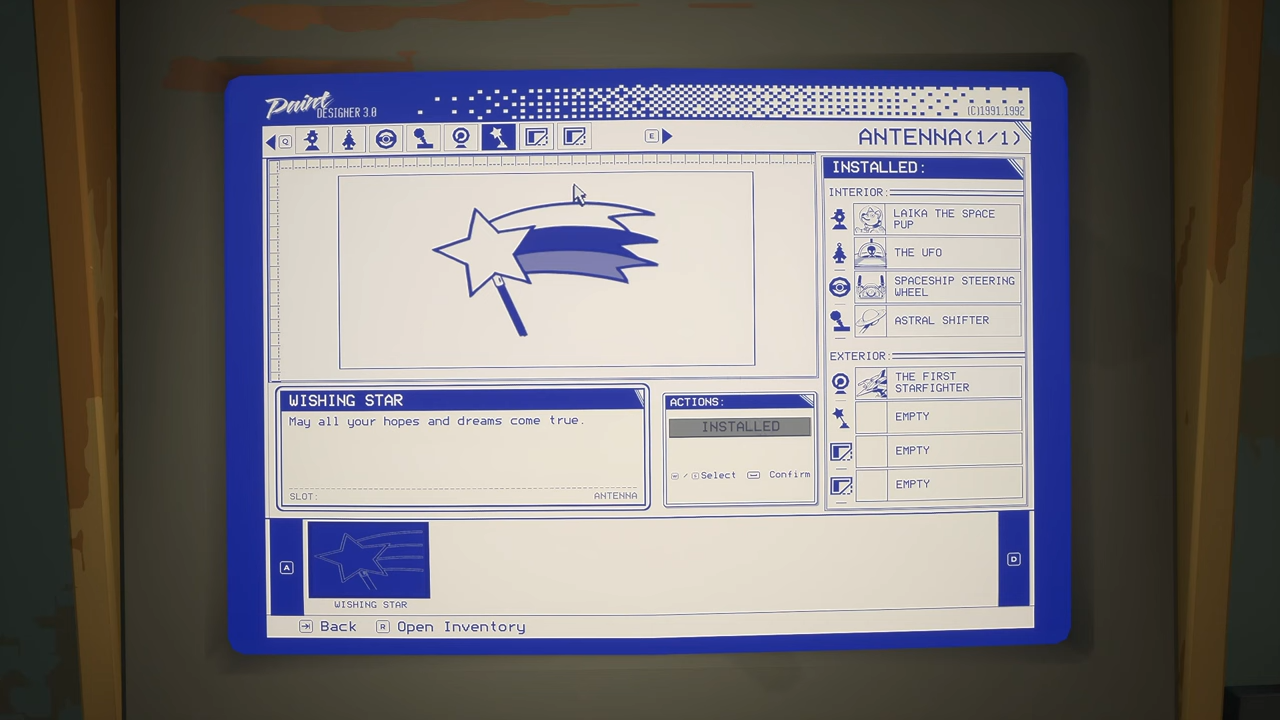 Paint
DESIGNER 3.0
(C)1991.1992
Q
E
ANTENNA(1/1)
INSTALLED:
INTERIOR:
LAIKA THE SPACE
PUP
THE UFO
SPACESHIP STEERING
WHEEL
ASTRAL SHIFTER
EXTERIOR:
THE FIRST
STARFIGHTER
EMPTY
EMPTY
EMPTY
WISHING STAR
May all your hopes and dreams come true.
SLOT:
ANTENNA
ACTIONS:
INSTALLED
/ Select
Confirm
A
WISHING STAR
D
Back
R Open Inventory